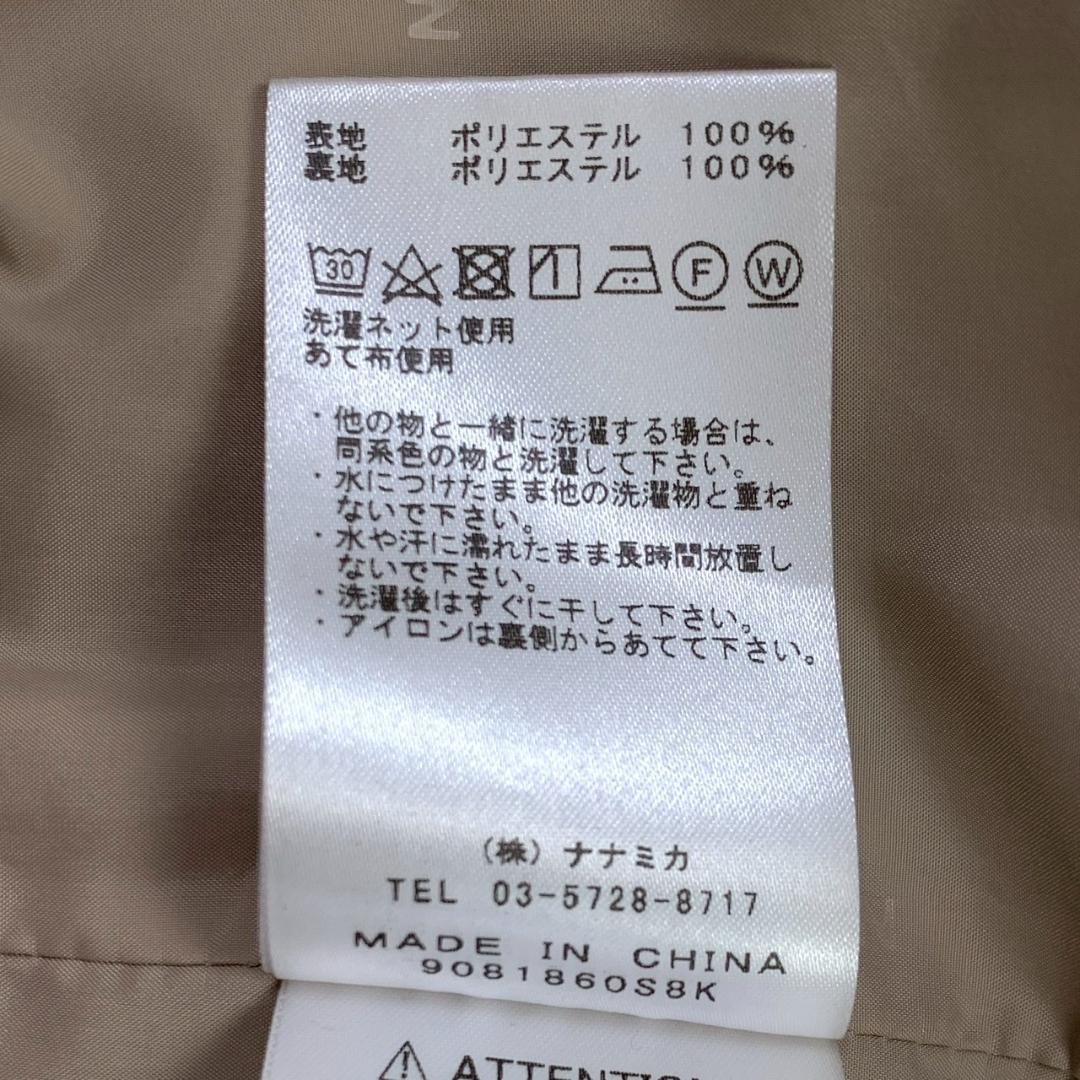 表地 ポリエステル 100%
裏地 ポリエステル 100%
30 F W
洗濯ネット使用
あて布使用
・他の物と一緒に洗濯する場合は、
同系色の物と洗濯して下さい。
・水につけたまま他の洗濯物と重ね
ないで下さい。
・水や汗に濡れたまま長時間放置し
ないで下さい。
・洗濯後はすぐに干して下さい。
・アイロンは裏側からあてて下さい。
（株）ナナミカ
TEL 03-5728-8717
MADE IN CHINA
9081860S8K